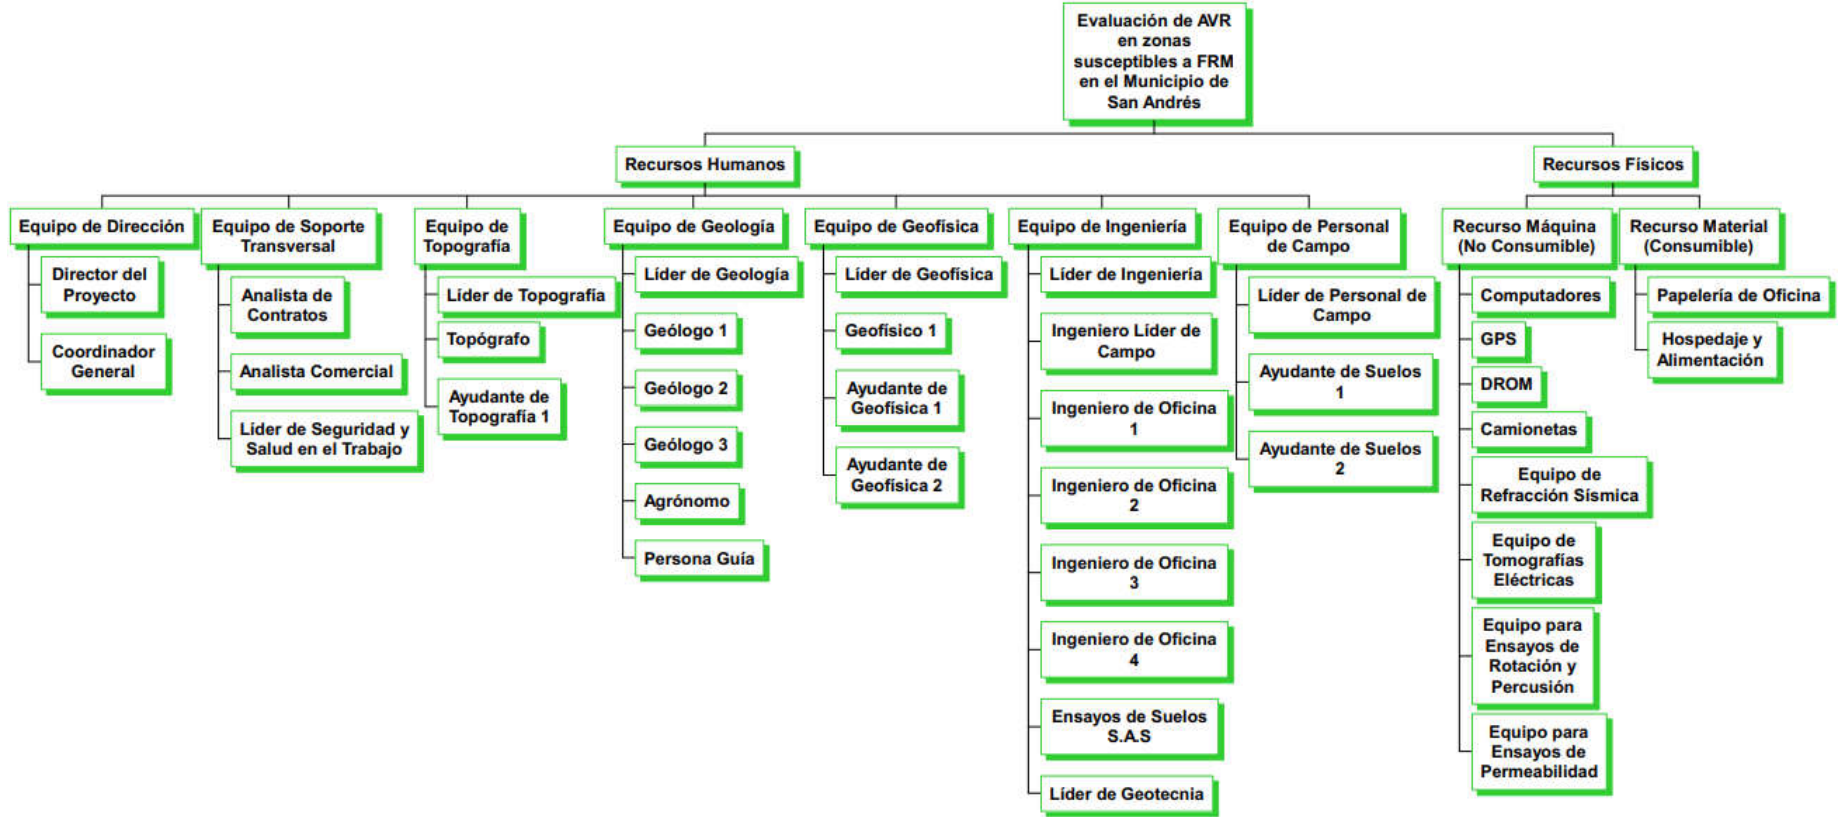 Evaluación de AVR
en zonas
susceptibles a FRM
en el Municipio de
San Andrés
Recursos Humanos
Recursos Físicos
Equipo de Dirección
Director del
Proyecto
Coordinador
General
Equipo de Soporte
Transversal
Analista de
Contratos
Analista Comercial
Líder de Seguridad y
Salud en el Trabajo
Equipo de
Topografía
Líder de Topografía
Topógrafo
Ayudante de
Topografía 1
Equipo de Geología
Líder de Geología
Geólogo 1
Geólogo 2
Geólogo 3
Agrónomo
Persona Guía
Equipo de Geofísica
Líder de Geofísica
Geofísico 1
Ayudante de
Geofísica 1
Ayudante de
Geofísica 2
Equipo de Ingeniería
Líder de Ingeniería
Ingeniero Líder de
Campo
Ingeniero de Oficina
1
Ingeniero de Oficina
2
Ingeniero de Oficina
3
Ingeniero de Oficina
4
Ensayos de Suelos
S.A.S
Líder de Geotecnia
Equipo de Personal
de Campo
Líder de Personal de
Campo
Ayudante de Suelos
1
Ayudante de Suelos
2
Recurso Máquina
(No Consumible)
Computadores
GPS
DROM
Camionetas
Equipo de
Refracción Sísmica
Equipo de
Tomografías
Eléctricas
Equipo para
Ensayos de
Rotación y
Percusión
Equipo para
Ensayos de
Permeabilidad
Recurso Material
(Consumible)
Papelería de Oficina
Hospedaje y
Alimentación